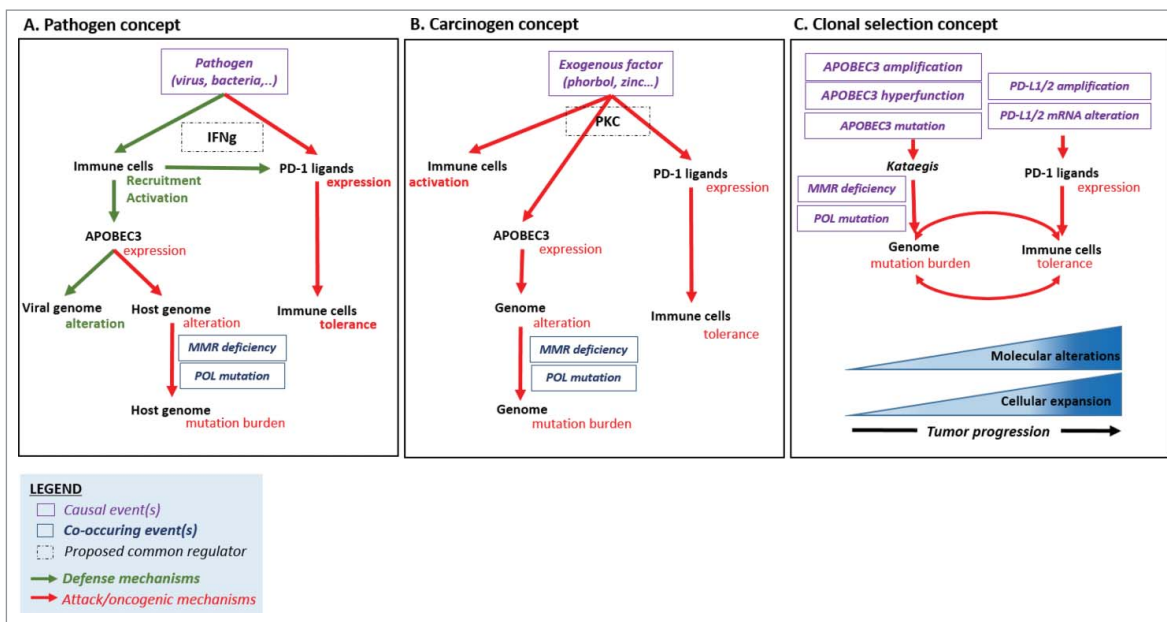 A. Pathogen concept
Pathogen
(virus, bacteria,..)
IFNg
Immune cells
Recruitment
Activation
PD-1 ligands
expression
APOBEC3
expression
Viral genome
alteration
Host genome
alteration
Immune cells
tolerance
MMR deficiency
POL mutation
Host genome
mutation burden
B. Carcinogen concept
Exogenous factor
(phorbol, zinc...)
PKC
Immune cells
activation
PD-1 ligands
expression
APOBEC3
expression
Genome
alteration
Immune cells
tolerance
MMR deficiency
POL mutation
Genome
mutation burden
C. Clonal selection concept
APOBEC3 amplification
APOBEC3 hyperfunction
APOBEC3 mutation
PD-L1/2 amplification
PD-L1/2 mRNA alteration
Kataegis
PD-1 ligands
expression
MMR deficiency
POL mutation
Genome
mutation burden
Immune cells
tolerance
Molecular alterations
Cellular expansion
Tumor progression
LEGEND
Causal event(s)
Co-occuring event(s)
Proposed common regulator
Defense mechanisms
Attack/oncogenic mechanisms